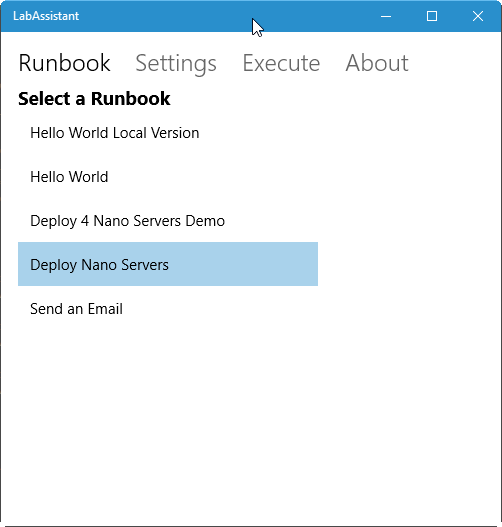 LabAssistant
Runbook Settings Execute About
Select a Runbook
Hello World Local Version
Hello World
Deploy 4 Nano Servers Demo
Deploy Nano Servers
Send an Email